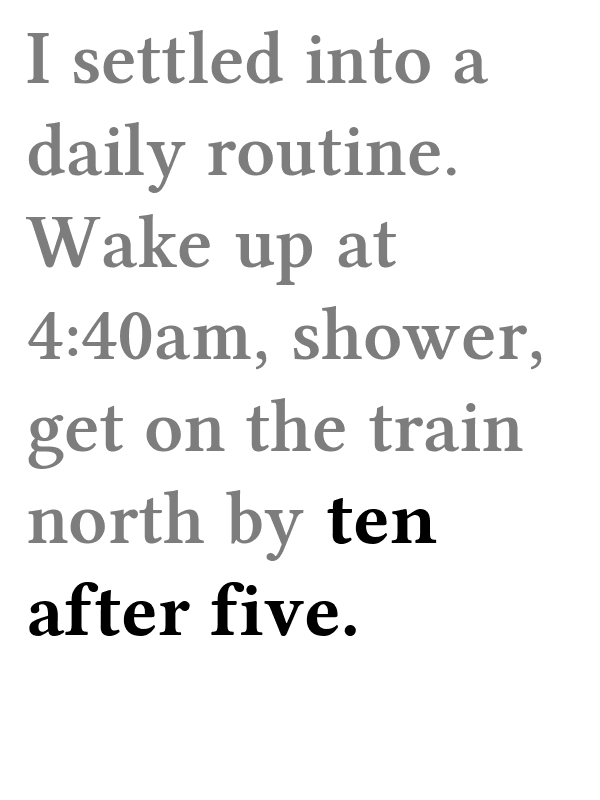 I settled into a
daily routine.
Wake up at
4:40am, shower,
get on the train
north by ten
after five.